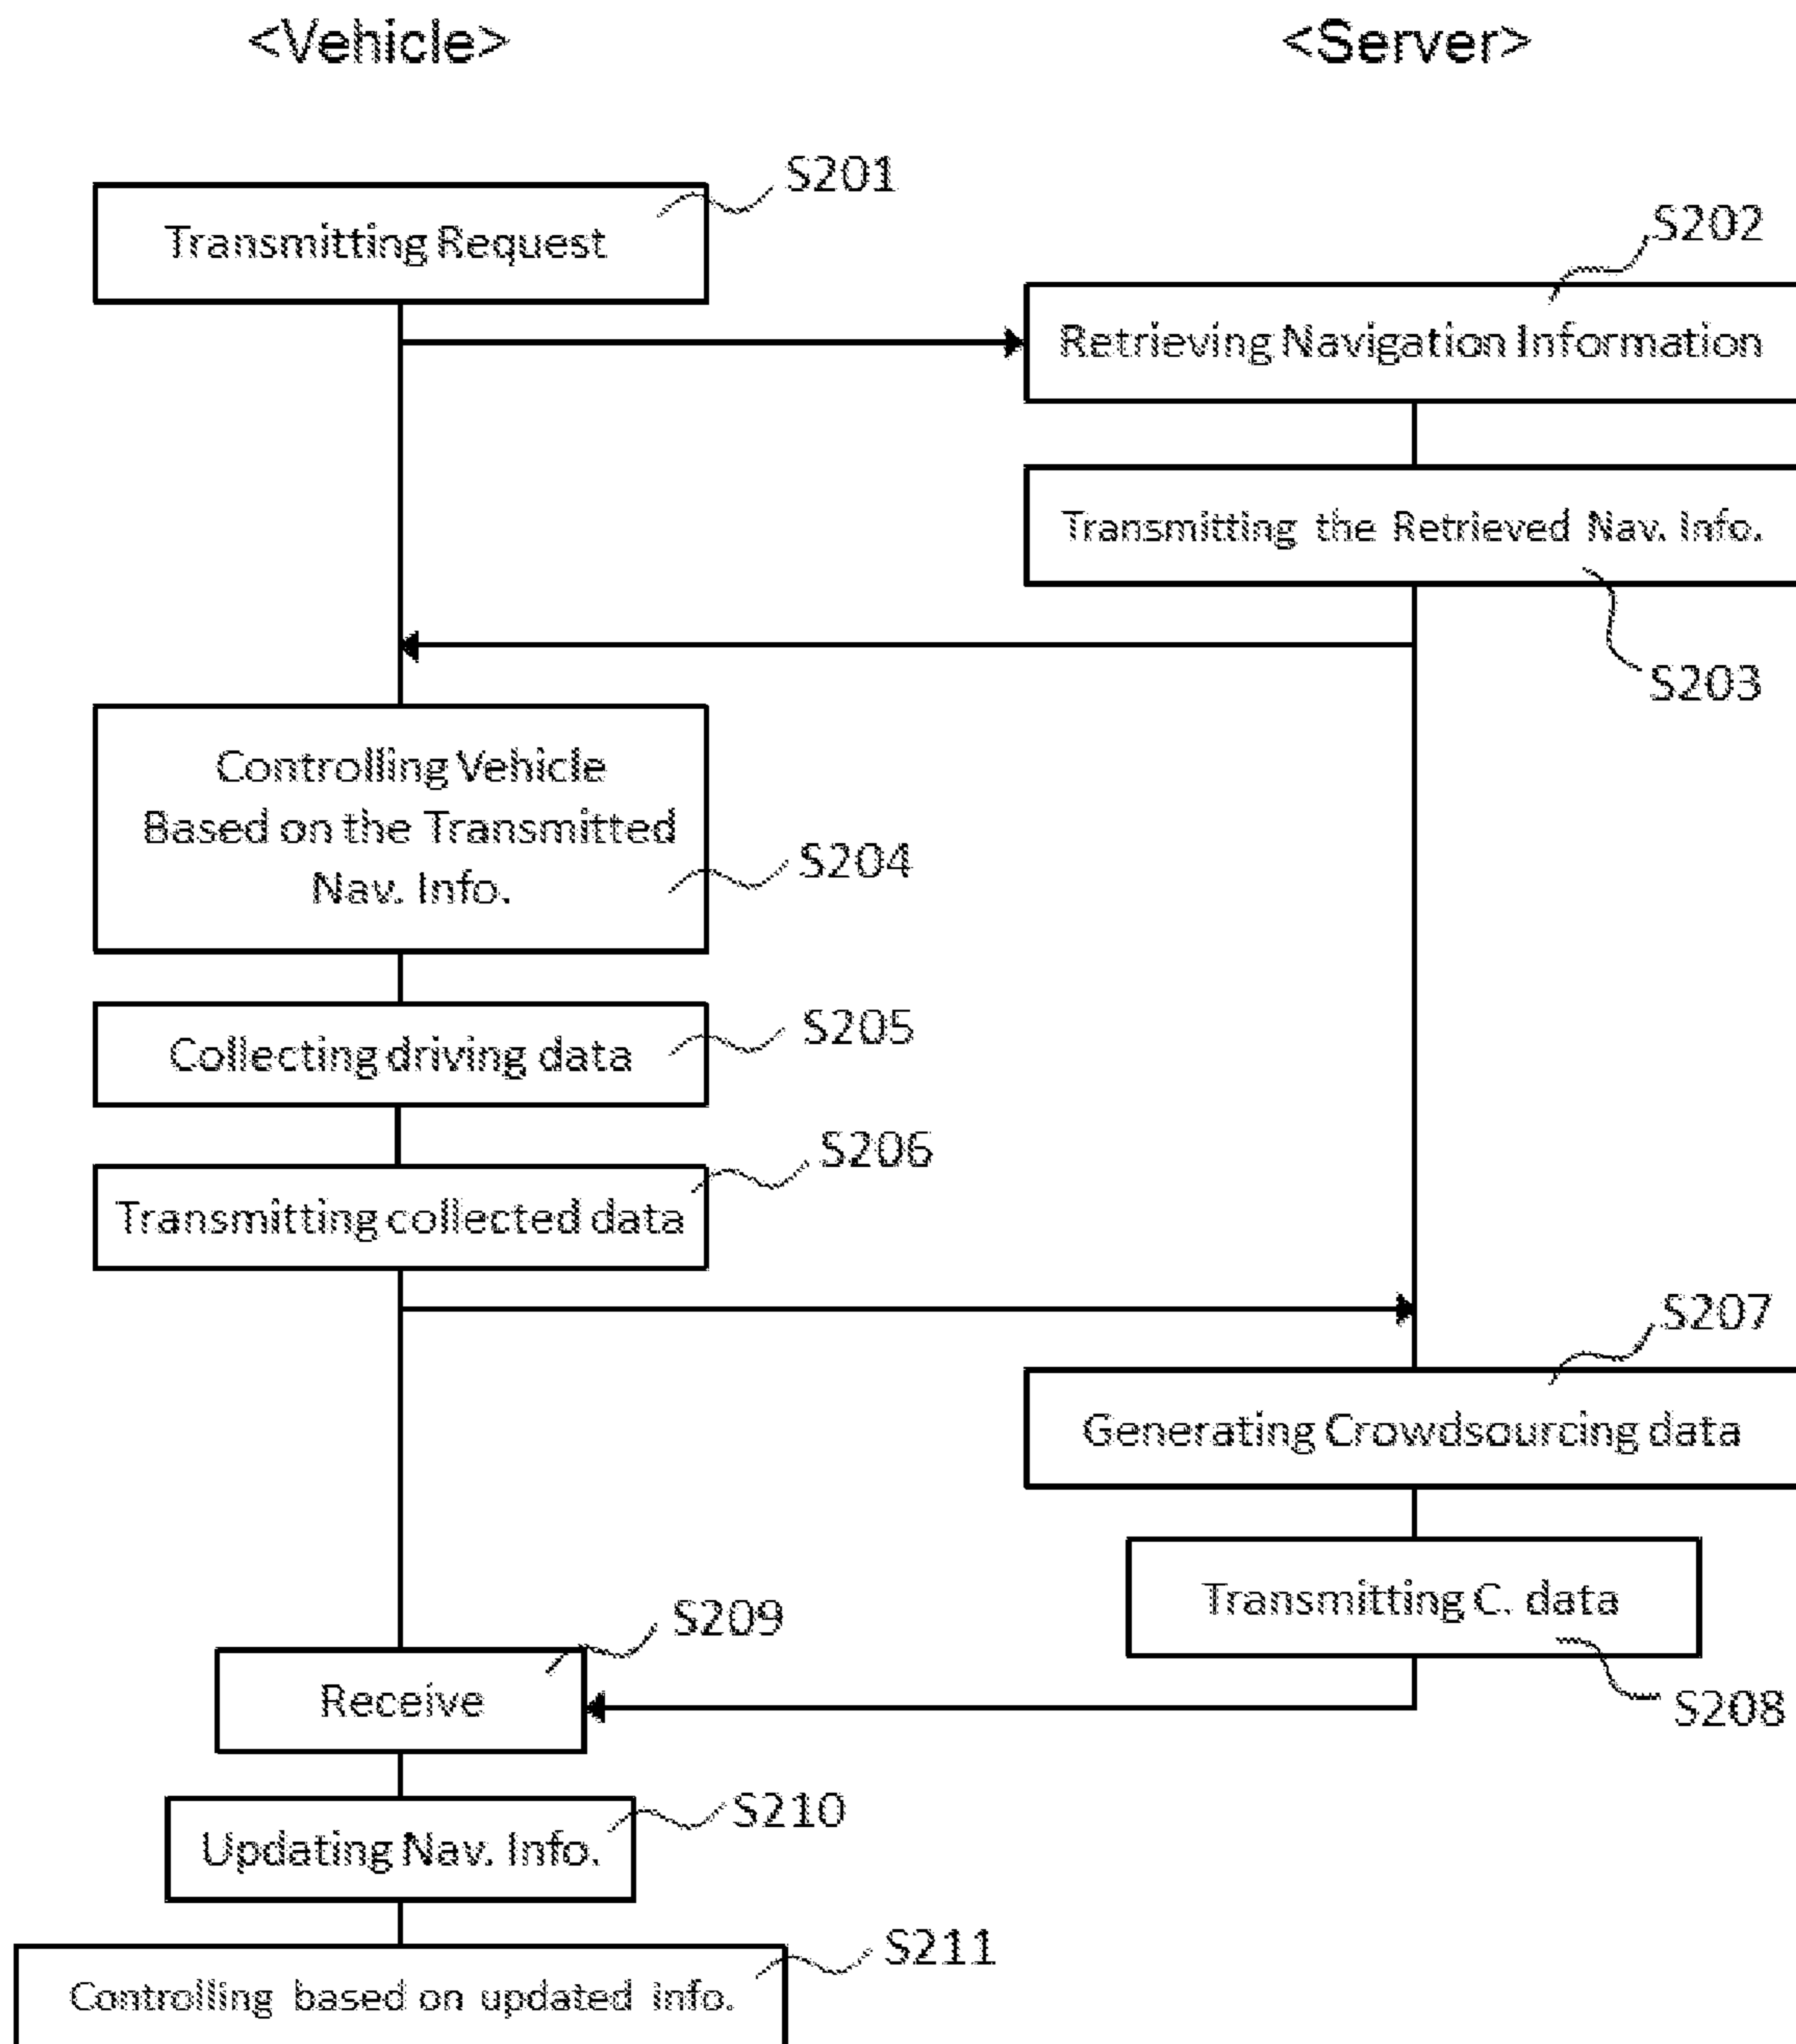 <Vehicle>
<Server>
S201
Transmitting Request
S202
Retrieving Navigation Information
Transmitting the Retrieved Nav. Info.
S203
Controlling Vehicle
Based on the Transmitted
Nav. Info.
S204
S205
Collecting driving data
S206
Transmitting collected data
S207
Generating Crowdsourcing data
Transmitting C. data
S208
S209
Receive
S210
Updating Nav. Info.
S211
Controlling based on updated info.